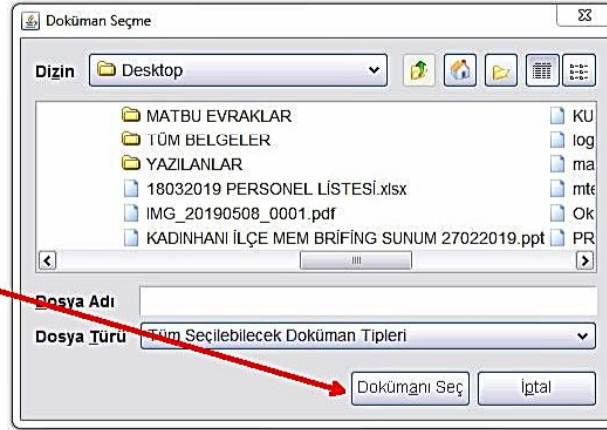 Doküman Seçme
Dizin Desktop
MATBU EVRAKLAR KU
TÜM BELGELER log
YAZILANLAR ma
18032019 PERSONEL LİSTESİ.xlsx mte
IMG_20190508_0001.pdf Ok
KADINHANI İLÇE MEM BRİFİNG SUNUM 27022019.ppt PR
Dosya Adı
Dosya Türü Tüm Seçilebilecek Doküman Tipleri
Dokümanı Seç İptal